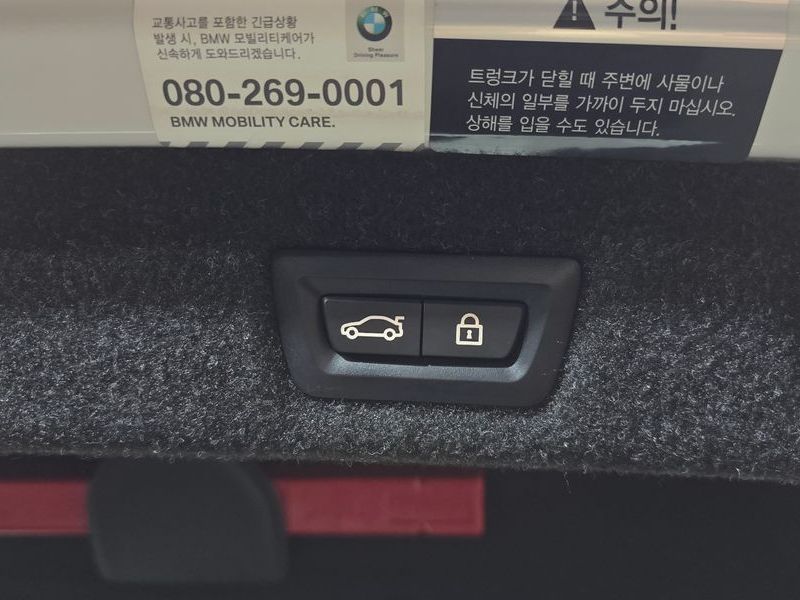 교통사고를 포함한 긴급상황
발생 시, BMW 모빌리티케어가
신속하게 도와드리겠습니다.
BMW
Sheer
Driving Pleasure
080-269-0001
BMW MOBILITY CARE.
주의!
트렁크가 닫힐 때 주변에 사물이나
신체의 일부를 가까이 두지 마십시오.
상해를 입을 수도 있습니다.